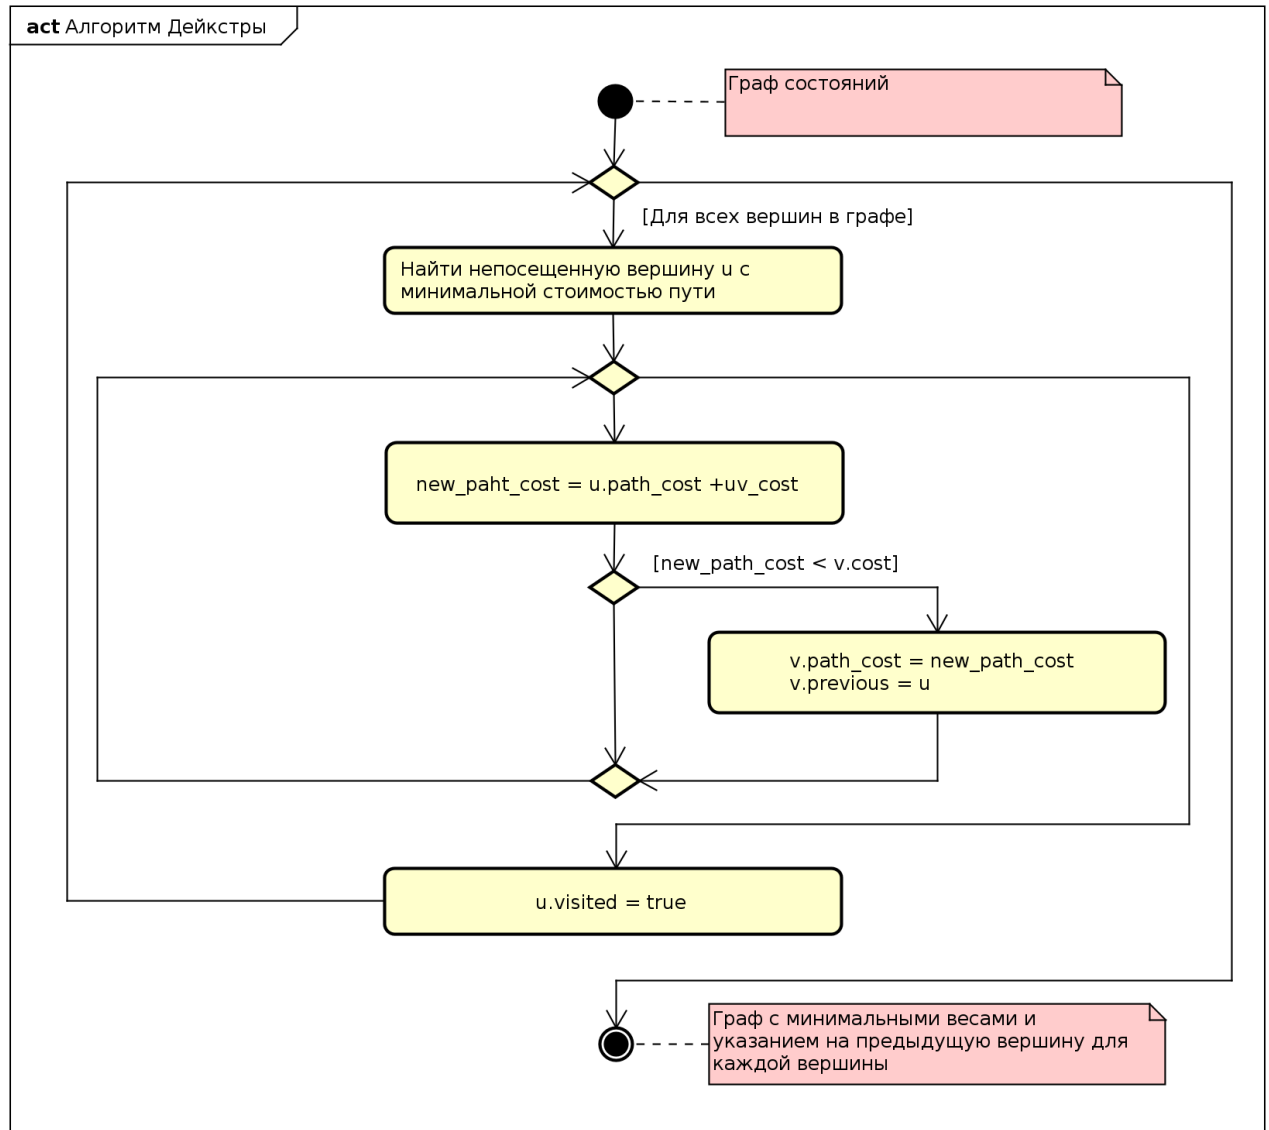 act Алгоритм Дейкстры
Граф состояний
[Для всех вершин в графе]
Найти непосещенную вершину u с
минимальной стоимостью пути
new_paht_cost = u.path_cost +uv_cost
[new_path_cost < v.cost]
v.path_cost = new_path_cost
v.previous = u
u.visited = true
Граф с минимальными весами и
указанием на предыдущую вершину для
каждой вершины